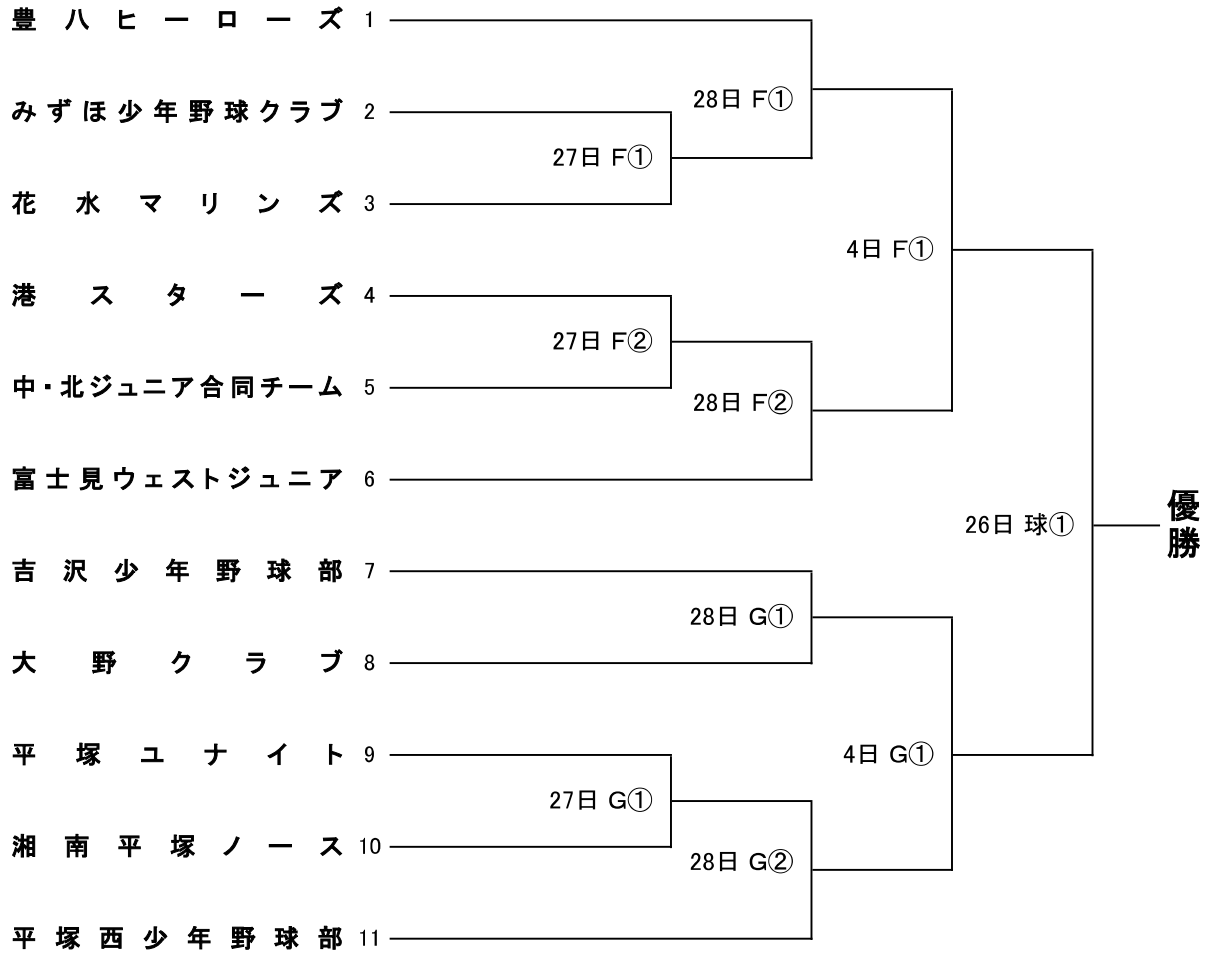 豊八ヒーローズ 1
28日 F①
みずほ少年野球クラブ 2
27日 F①
花水マリンズ 3
4日 F①
港スターズ 4
27日 F②
中・北ジュニア合同チーム 5
28日 F②
富士見ウェストジュニア 6
26日 球①
優勝
吉沢少年野球部 7
28日 G①
大野クラブ 8
平塚ユナイト 9
4日 G①
27日 G①
湘南平塚ノース 10
28日 G②
平塚西少年野球部 11